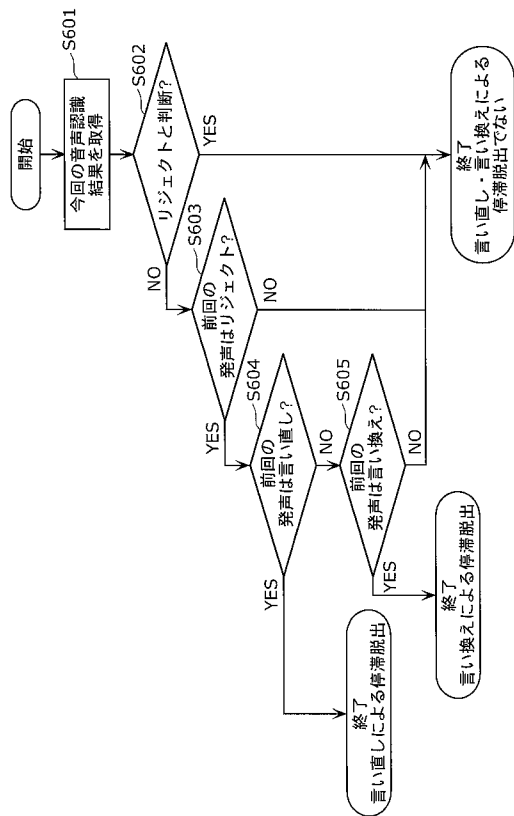 開始
S601
今回の音声認識
結果を取得
S602
リジェクトと判断?
YES
NO
S603
前回の
発声はリジェクト?
NO
YES
S604
前回の
発声は言い直し?
NO
YES
S605
前回の
発声は言い換え?
NO
YES
終了
言い直しによる停滞脱出
終了
言い換えによる停滞脱出
終了
言い直し・言い換えによる
停滞脱出でない